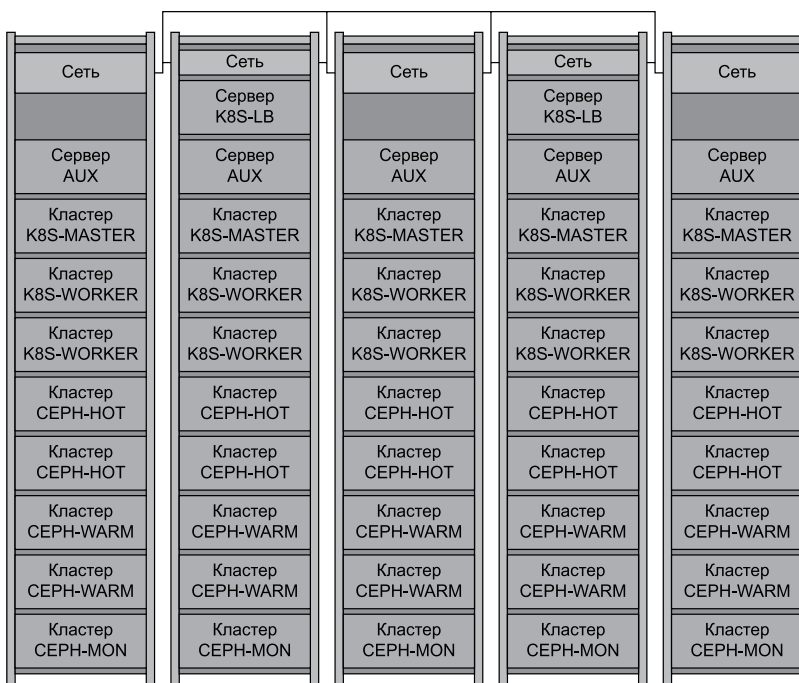 Сеть
Сервер
AUX
Кластер
K8S-MASTER
Кластер
K8S-WORKER
Кластер
K8S-WORKER
Кластер
CEPH-HOT
Кластер
CEPH-HOT
Кластер
CEPH-WARM
Кластер
CEPH-WARM
Кластер
CEPH-MON
Сеть
Сервер
K8S-LB
Сервер
AUX
Кластер
K8S-MASTER
Кластер
K8S-WORKER
Кластер
K8S-WORKER
Кластер
CEPH-HOT
Кластер
CEPH-HOT
Кластер
CEPH-WARM
Кластер
CEPH-WARM
Кластер
CEPH-MON
Сеть
Сервер
AUX
Кластер
K8S-MASTER
Кластер
K8S-WORKER
Кластер
K8S-WORKER
Кластер
CEPH-HOT
Кластер
CEPH-HOT
Кластер
CEPH-WARM
Кластер
CEPH-WARM
Кластер
CEPH-MON
Сеть
Сервер
K8S-LB
Сервер
AUX
Кластер
K8S-MASTER
Кластер
K8S-WORKER
Кластер
K8S-WORKER
Кластер
CEPH-HOT
Кластер
CEPH-HOT
Кластер
CEPH-WARM
Кластер
CEPH-WARM
Кластер
CEPH-MON
Сеть
Сервер
AUX
Кластер
K8S-MASTER
Кластер
K8S-WORKER
Кластер
K8S-WORKER
Кластер
CEPH-HOT
Кластер
CEPH-HOT
Кластер
CEPH-WARM
Кластер
CEPH-WARM
Кластер
CEPH-MON